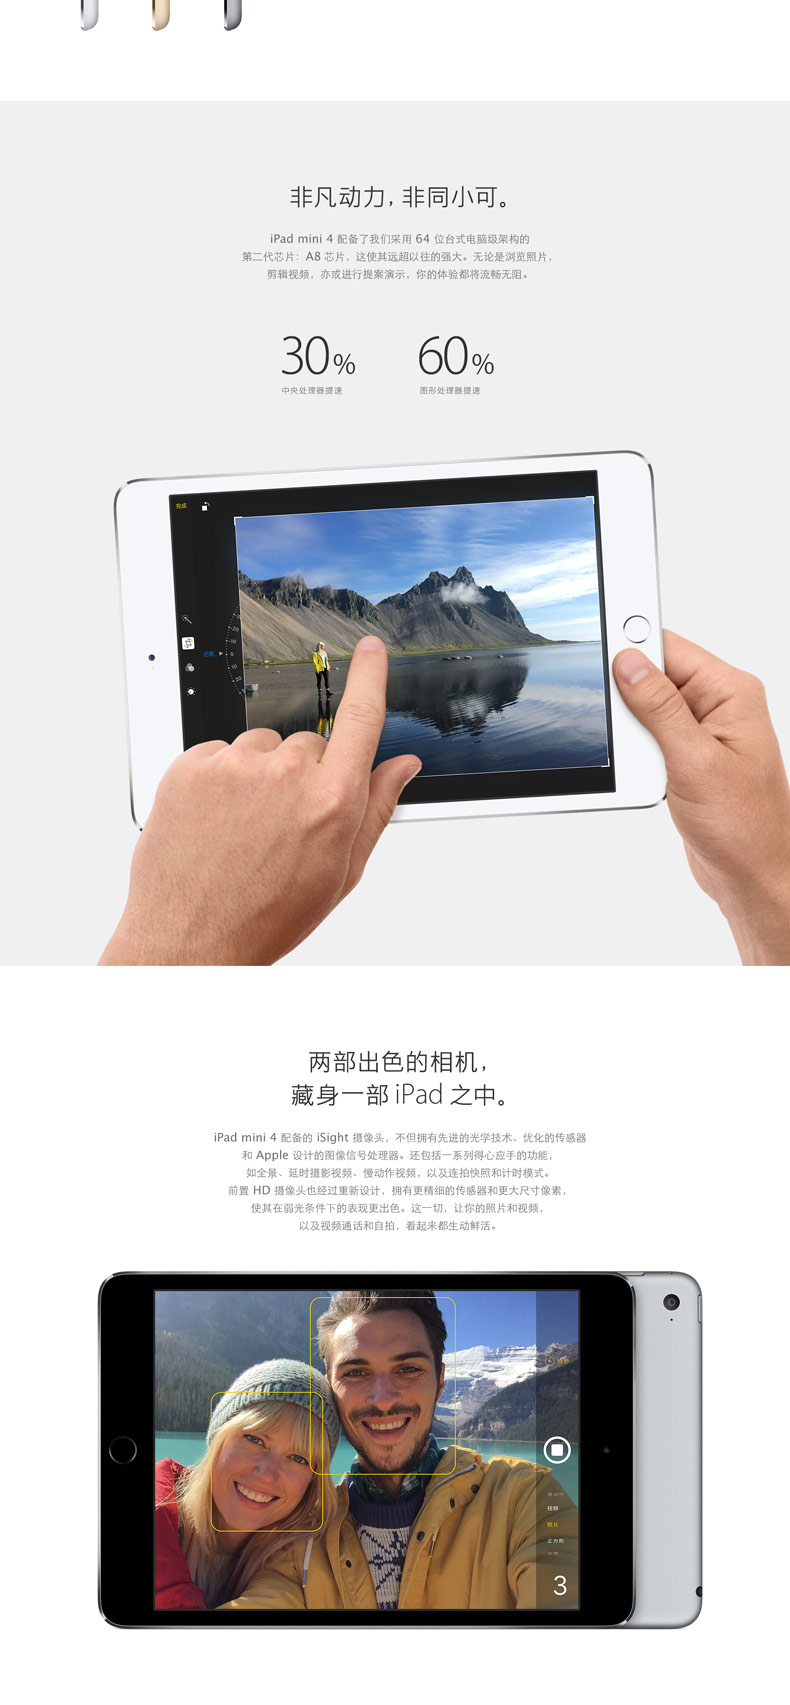 非凡动力，非同小可。
iPad mini 4 配备了我们采用 64 位台式电脑级架构的
第二代芯片：A8 芯片，这使其远超以往的强大。无论是浏览照片，
剪辑视频，亦或进行提案演示，你的体验都将流畅无阻。
30% 60%
中央处理器提速 图形处理器提速
完成
还原
两部出色的相机，
藏身一部 iPad 之中。
iPad mini 4 配备的 iSight 摄像头，不但拥有先进的光学技术、优化的传感器
和 Apple 设计的图像信号处理器。还包括一系列得心应手的功能，
如全景、延时摄影视频、慢动作视频，以及连拍快照和计时模式。
前置 HD 摄像头也经过重新设计，拥有更精细的传感器和更大尺寸像素，
使其在弱光条件下的表现更出色。这一切，让你的照片和视频，
以及视频通话和自拍，看起来都生动鲜活。
视频
照片
正方形
3